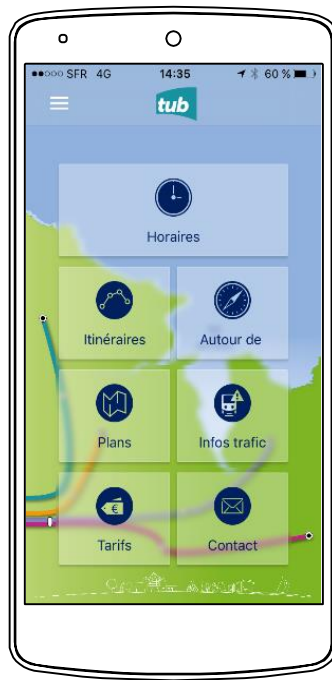 SFR 4G 14:35 60 %
tub
Horaires
Itinéraires Autour de
Plans Infos trafic
Tarifs Contact